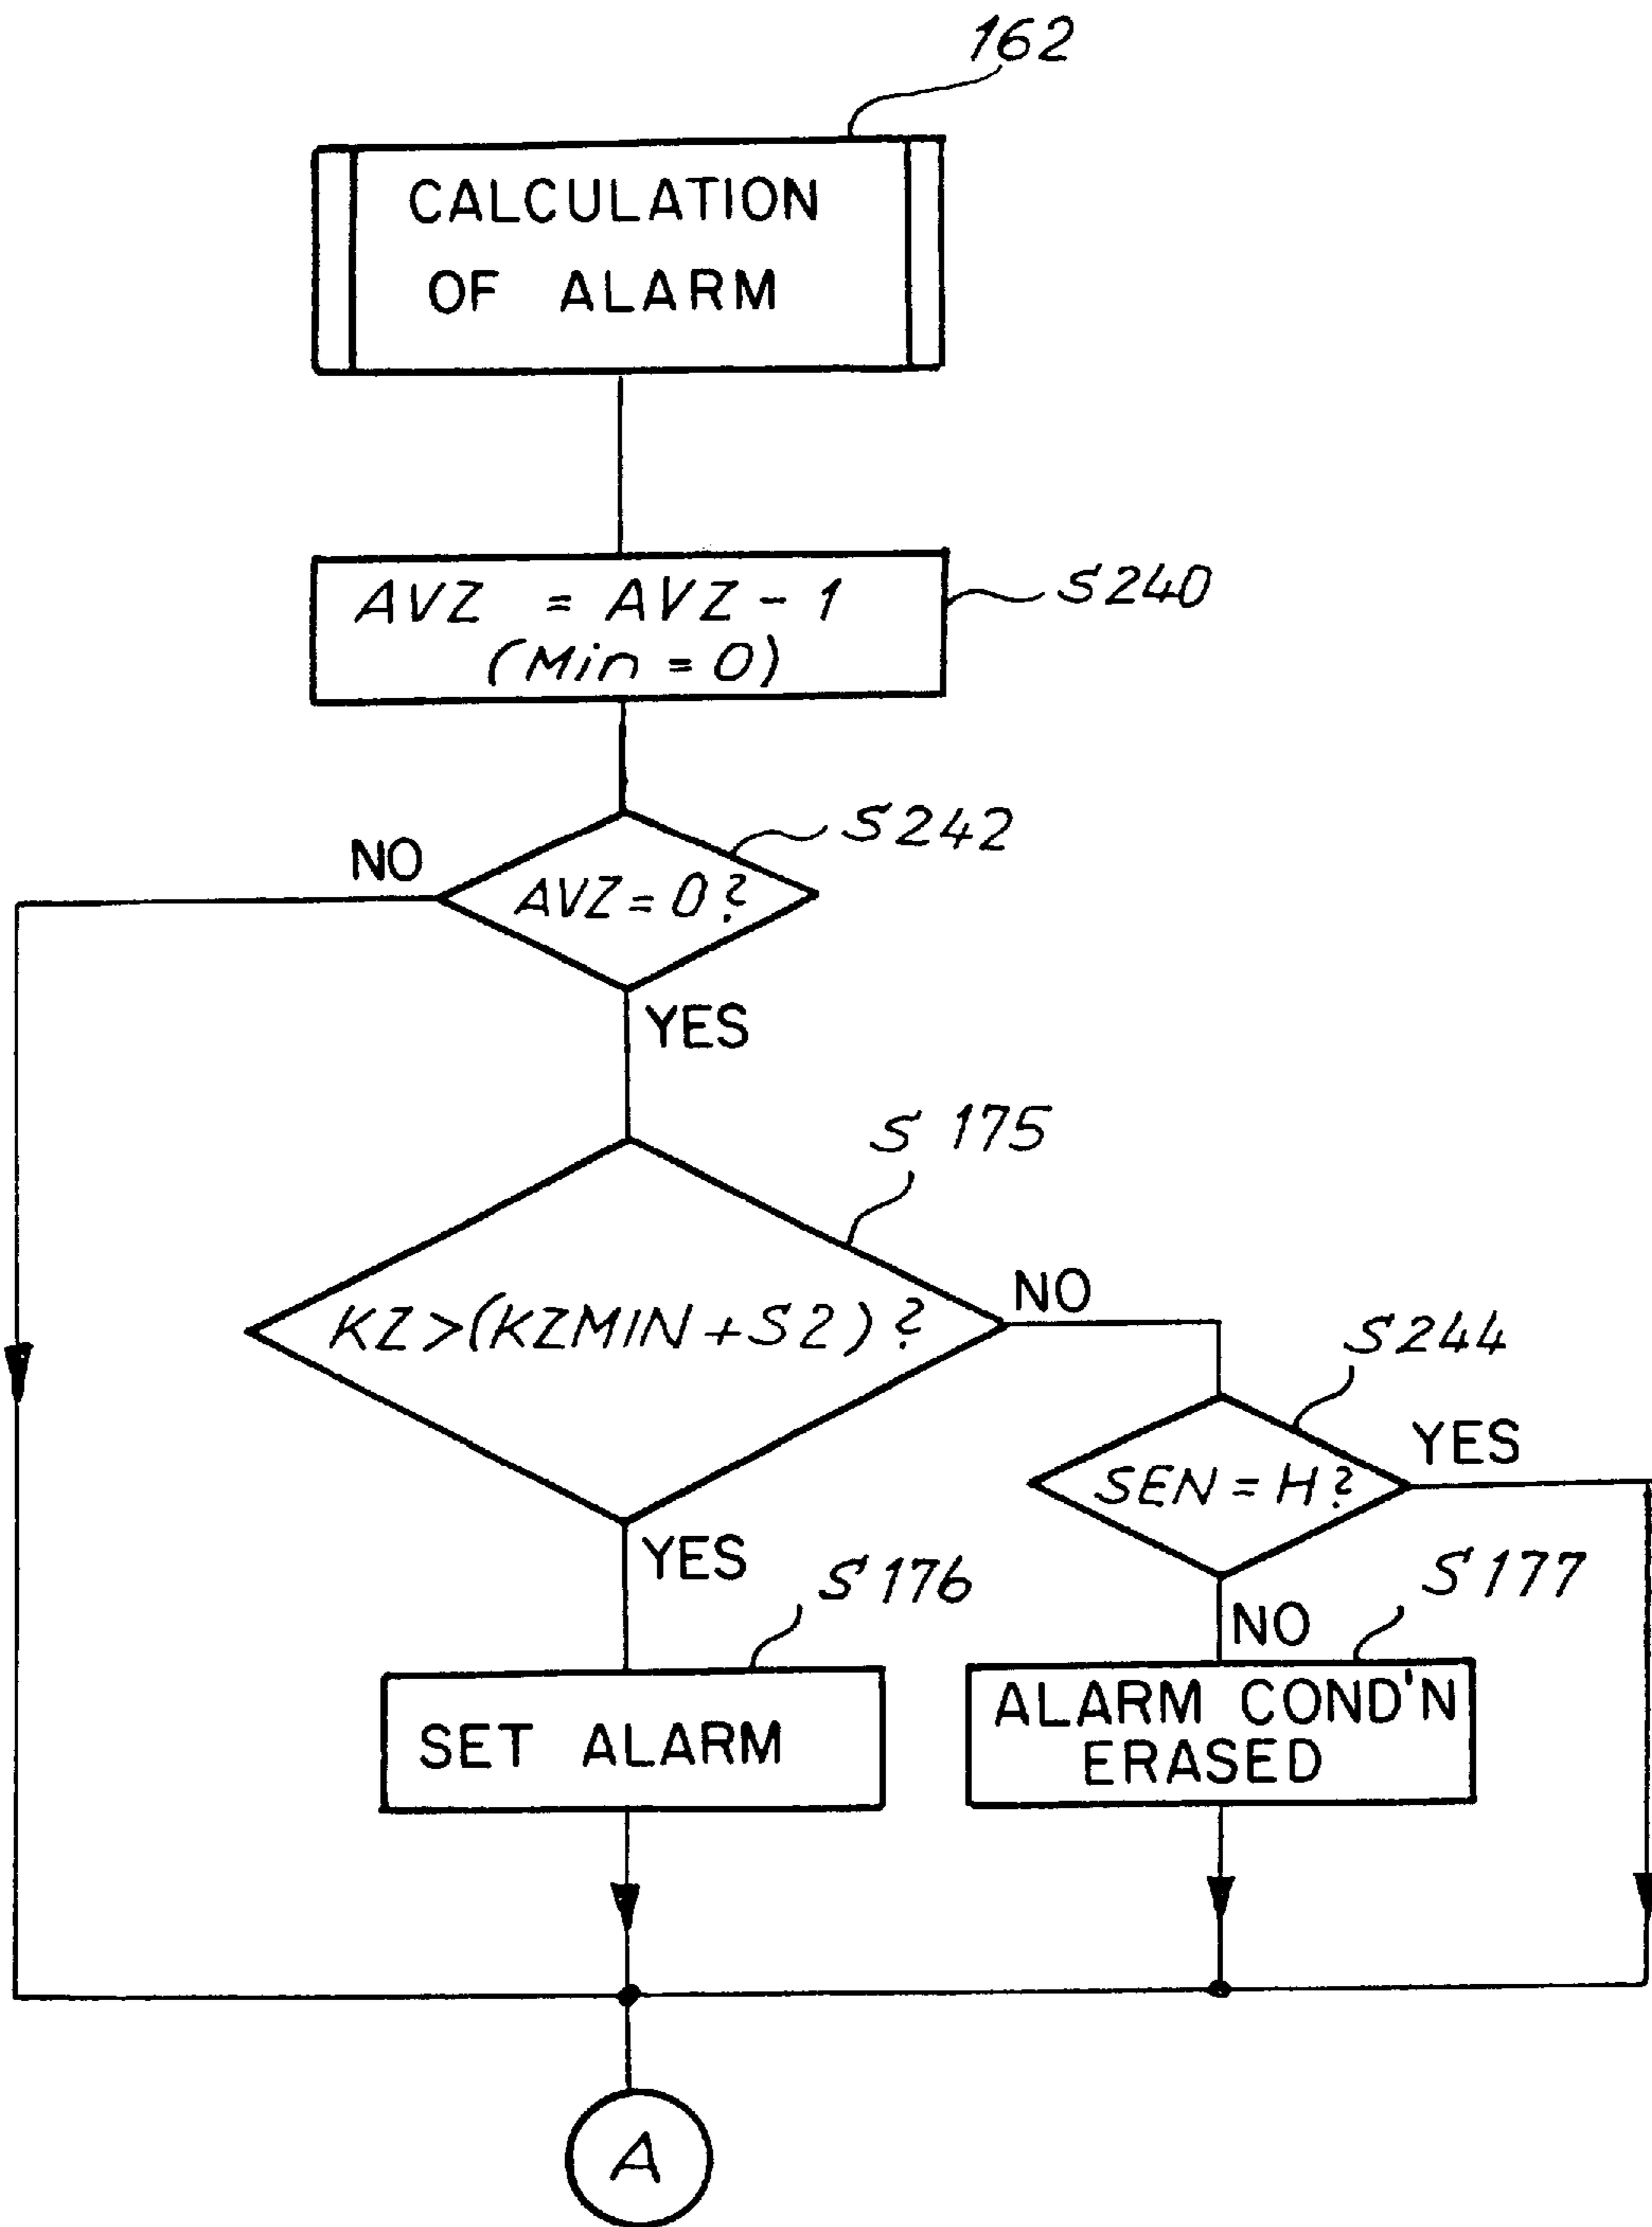 162
CALCULATION
OF ALARM
AVZ = AVZ - 1
(Min = 0)
S240
S242
NO
AVZ = 0?
YES
S 175
KZ>(KZMIN+S2)?
NO
S244
SEN = H?
YES
YES
S176
NO
S177
SET ALARM
ALARM COND'N
ERASED
A